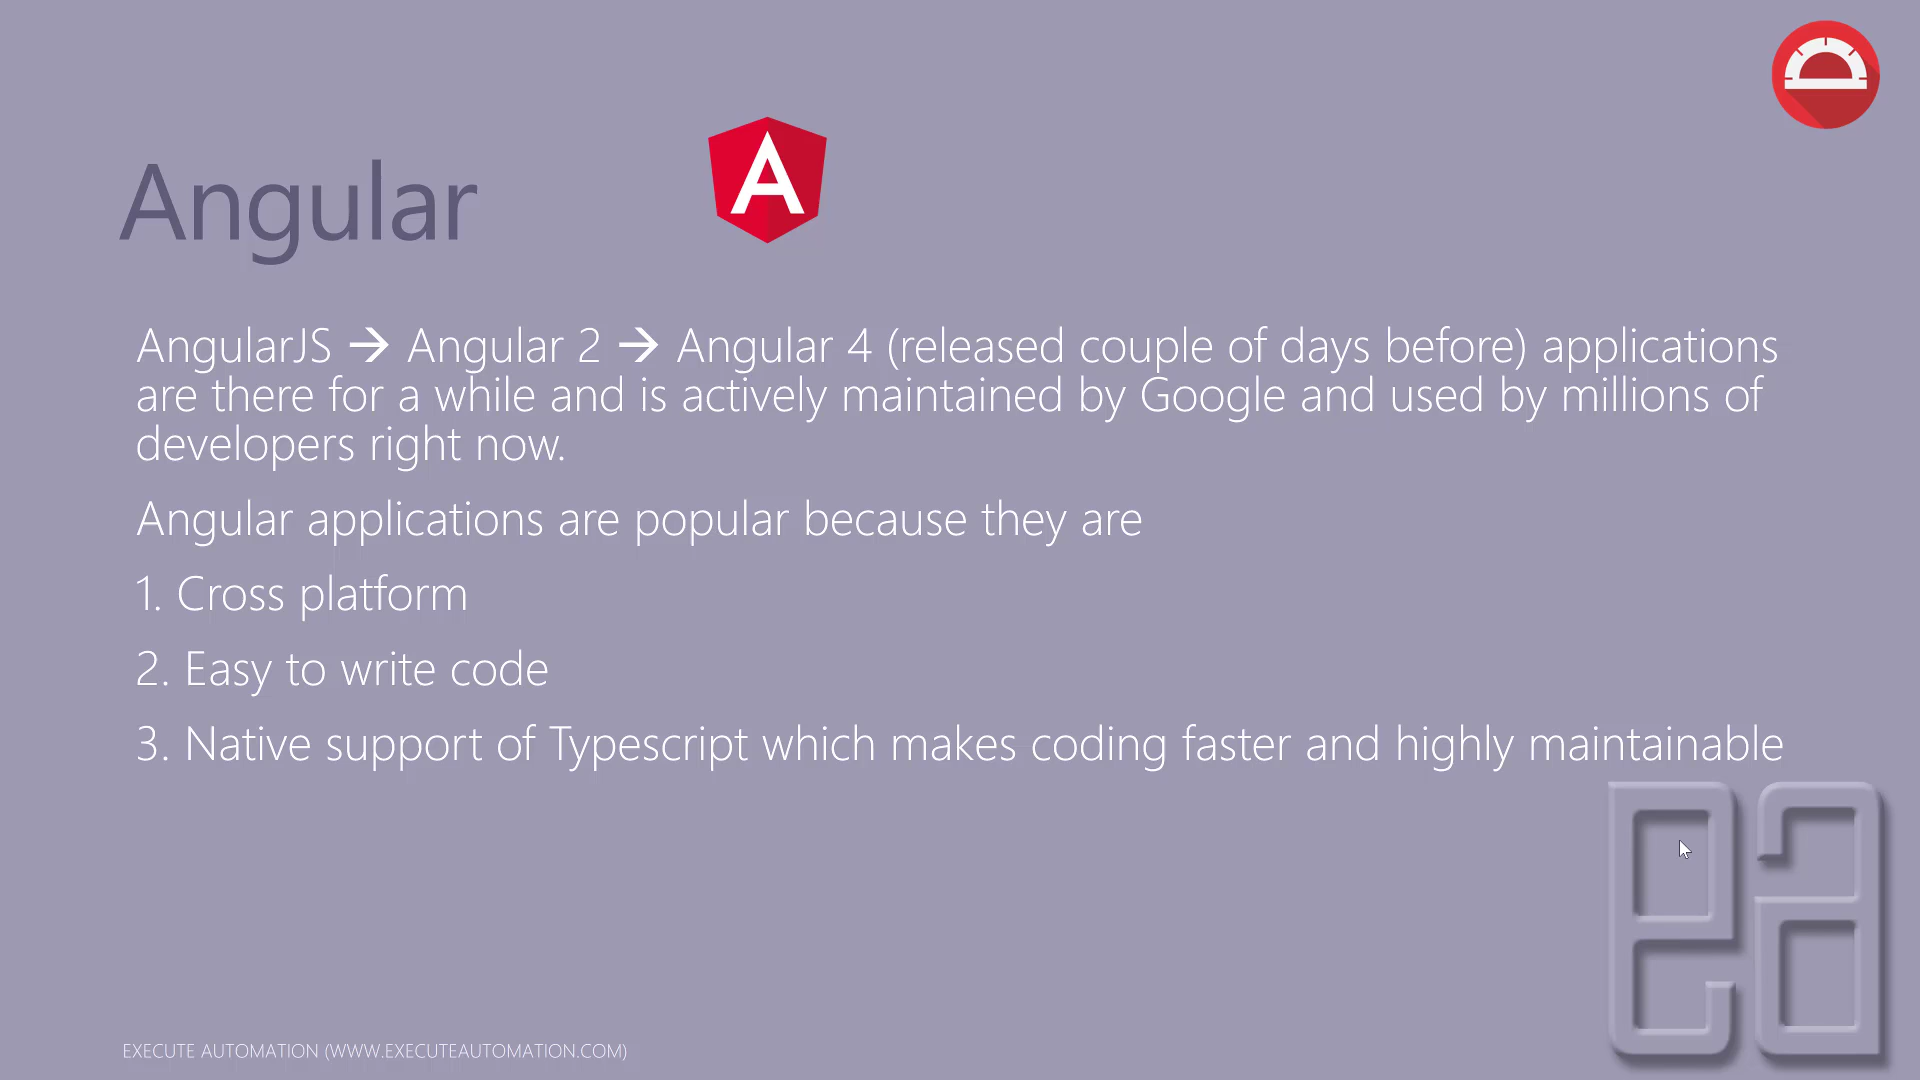 Angular
AngularJS → Angular 2 → Angular 4 (released couple of days before) applications
are there for a while and is actively maintained by Google and used by millions of
developers right now.
Angular applications are popular because they are
1. Cross platform
2. Easy to write code
3. Native support of Typescript which makes coding faster and highly maintainable
EXECUTE AUTOMATION (WWW.EXECUTEAUTOMATION.COM)